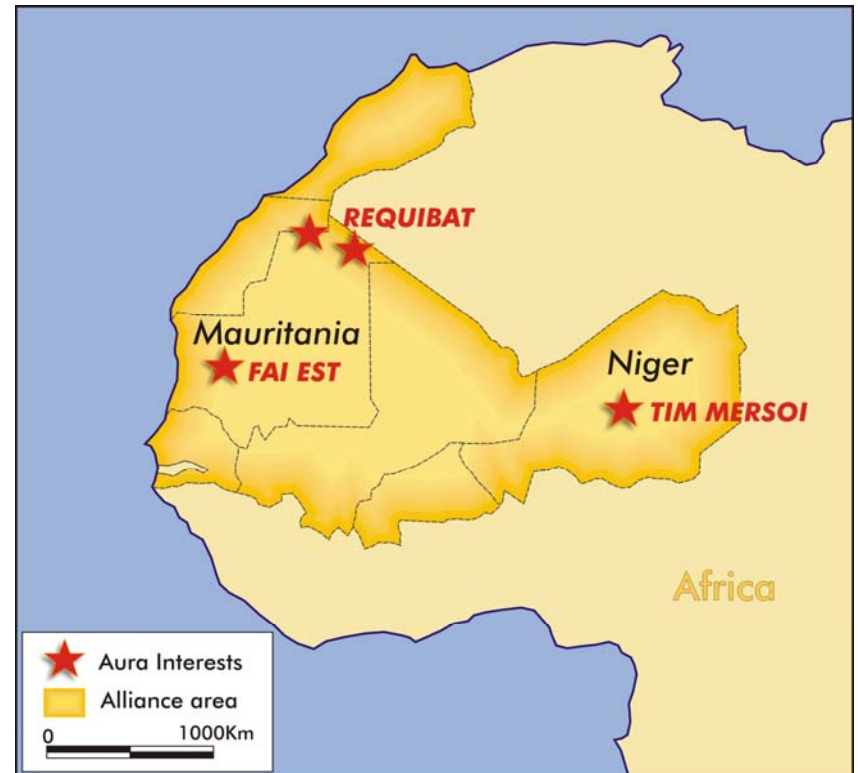 REQUIBAT
Mauritania
FAI EST
Niger
TIM MERSOI
Africa
Aura Interests
Alliance area
0 1000Km